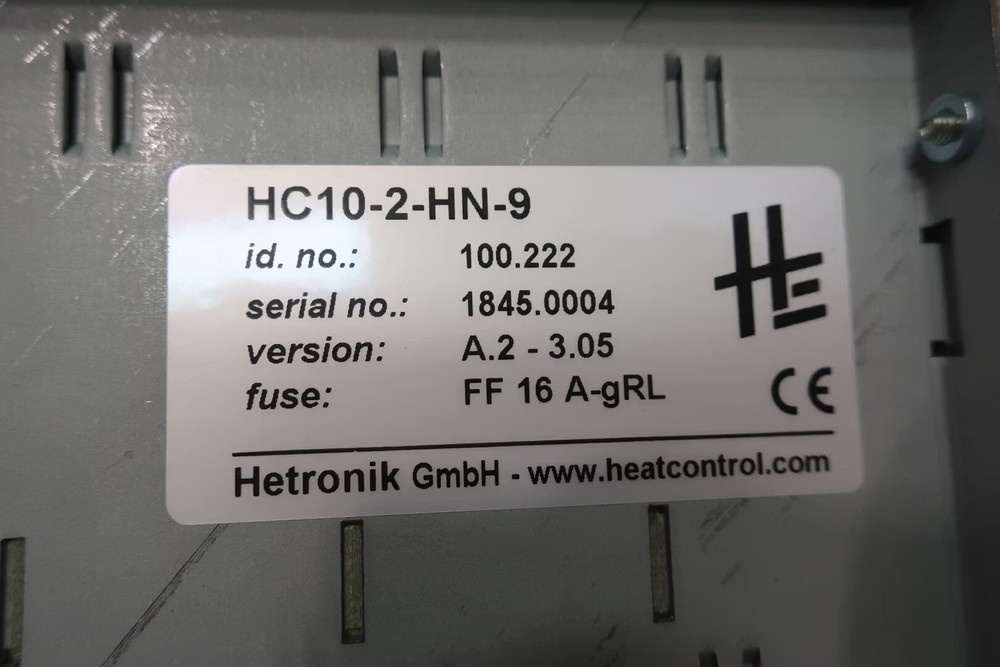 HC10-2-HN-9
id. no.: 100.222
serial no.: 1845.0004
version: A.2 - 3.05
fuse: FF 16 A-gRL
HE
CE
Hetronik GmbH - www.heatcontrol.com